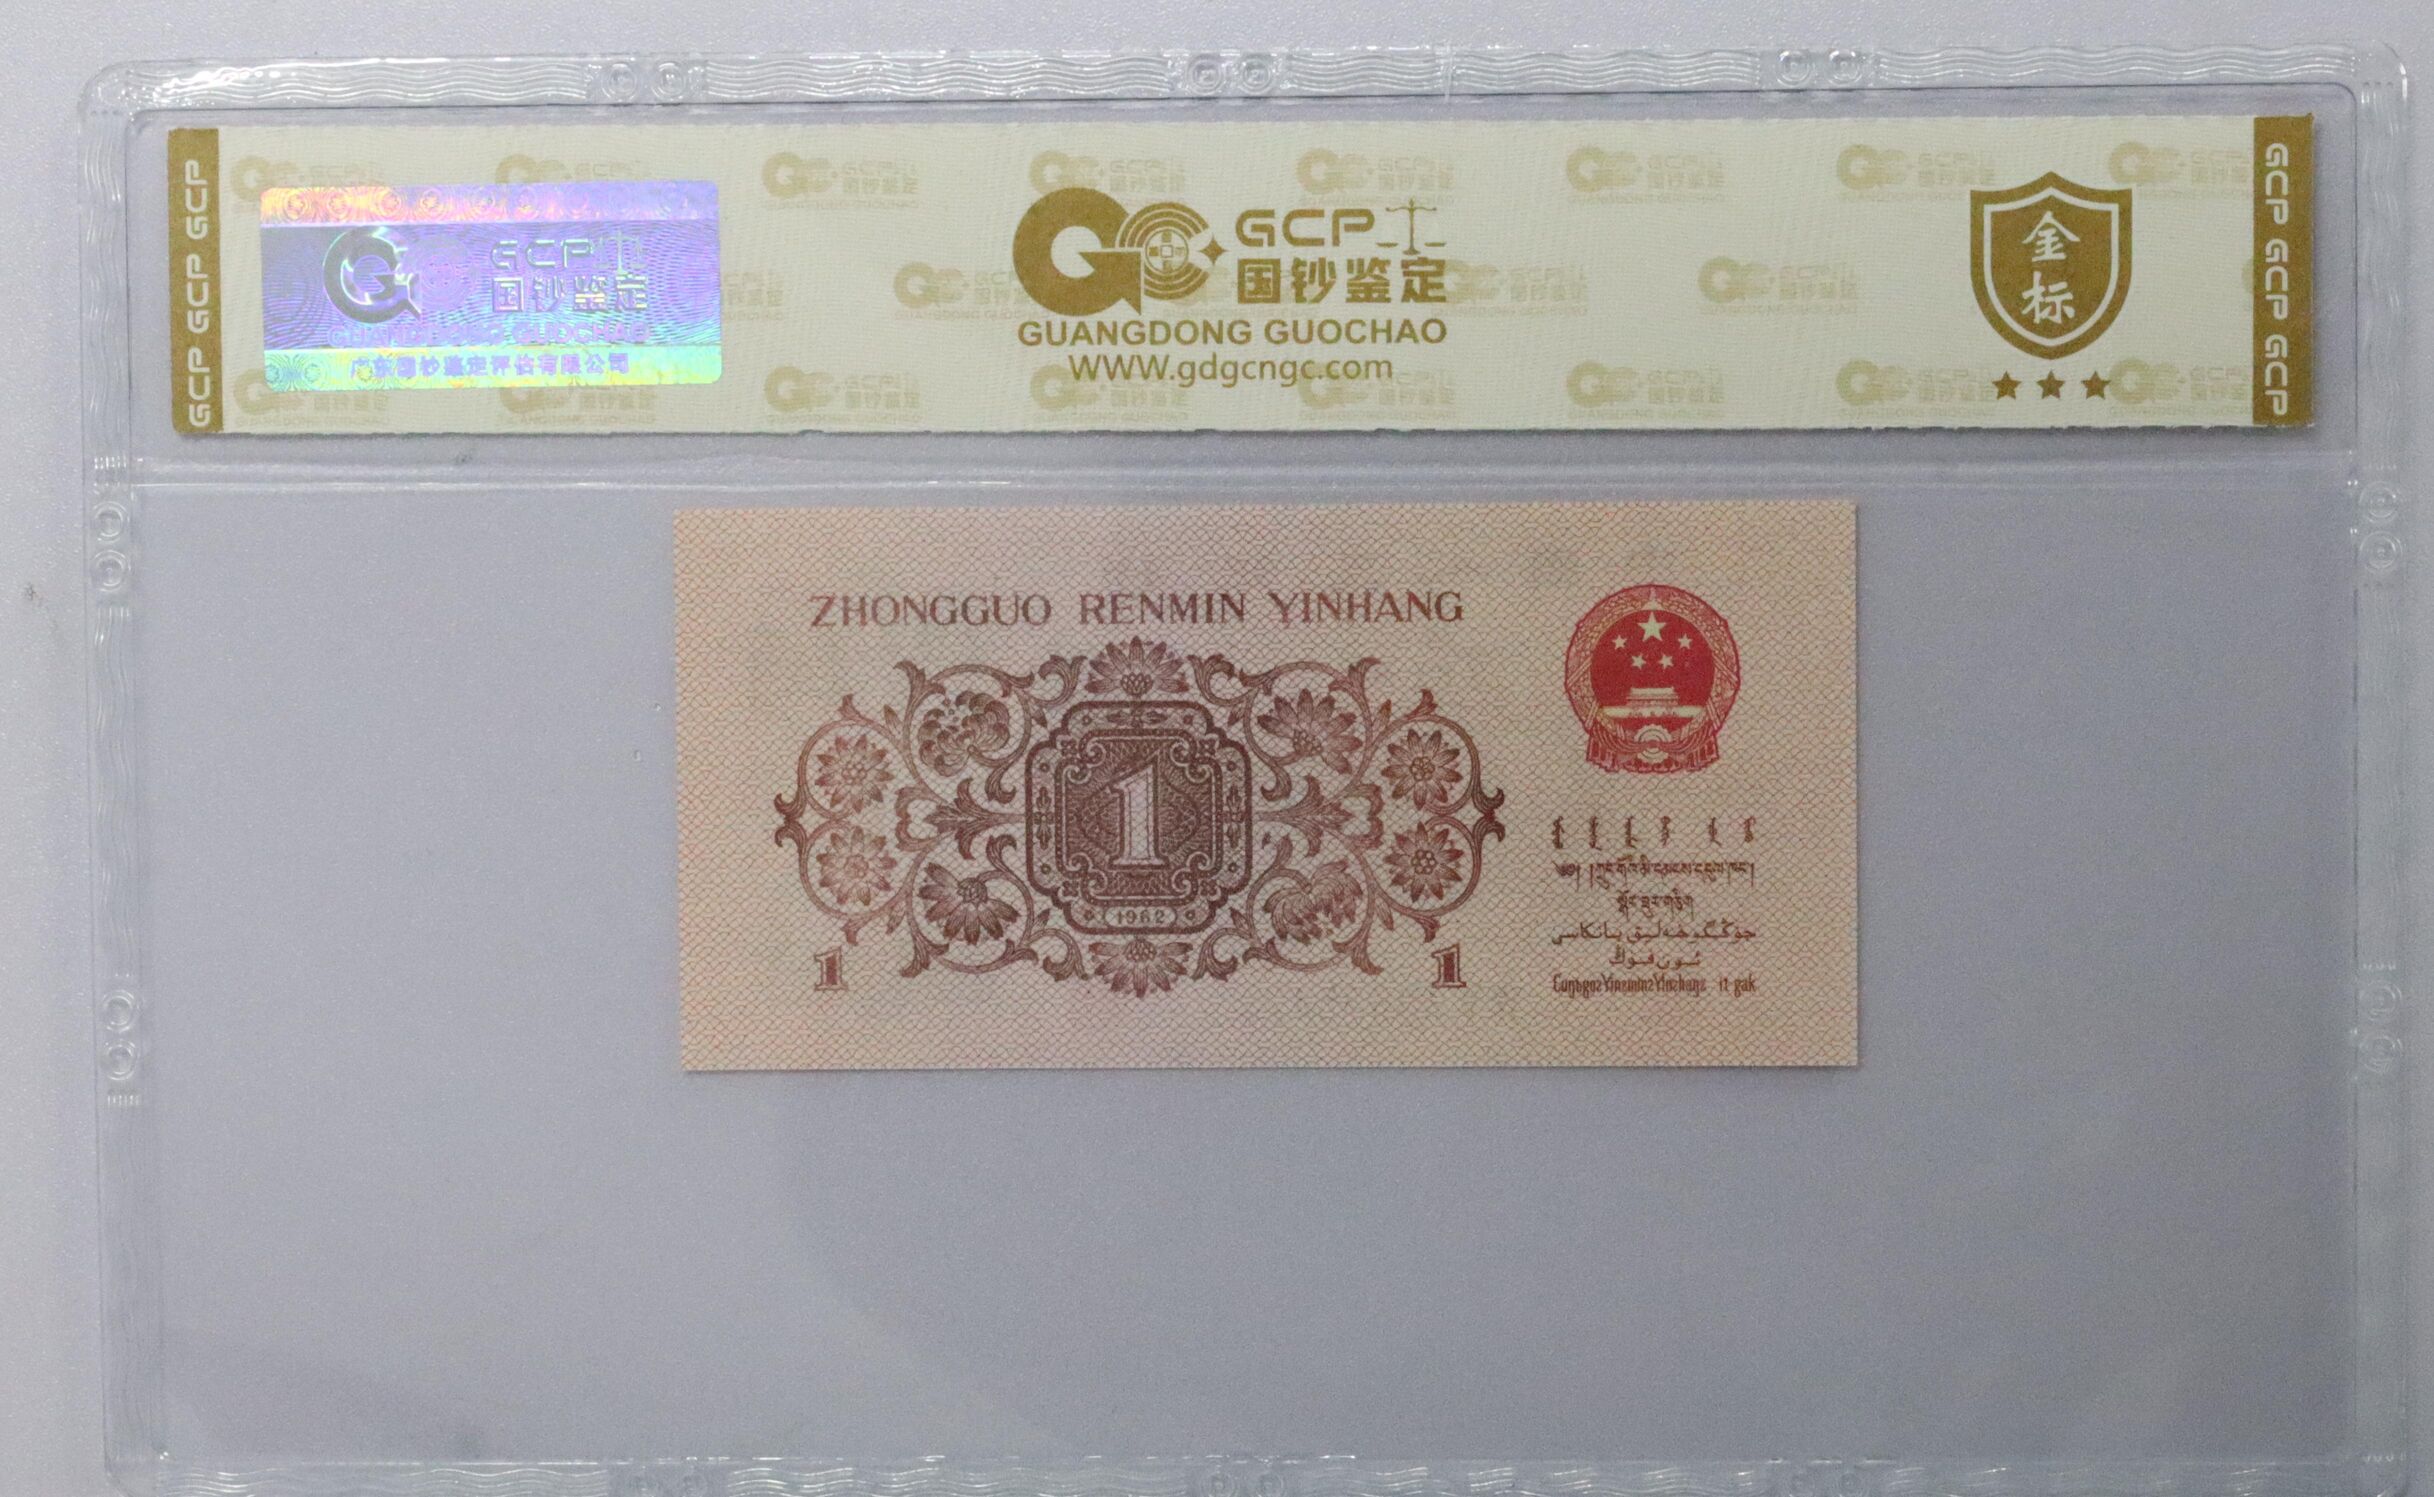 GCP GCP GCP
GCP 国钞鉴定
GUANGDONG GUOCHAO
广东国钞鉴定评估有限公司
GCP
国钞鉴定
GUANGDONG GUOCHAO
WWW.gdgcngc.com
金标
GCP GCP GCP
ZHONGGUO RENMIN YINHANG
1
1962
1 1